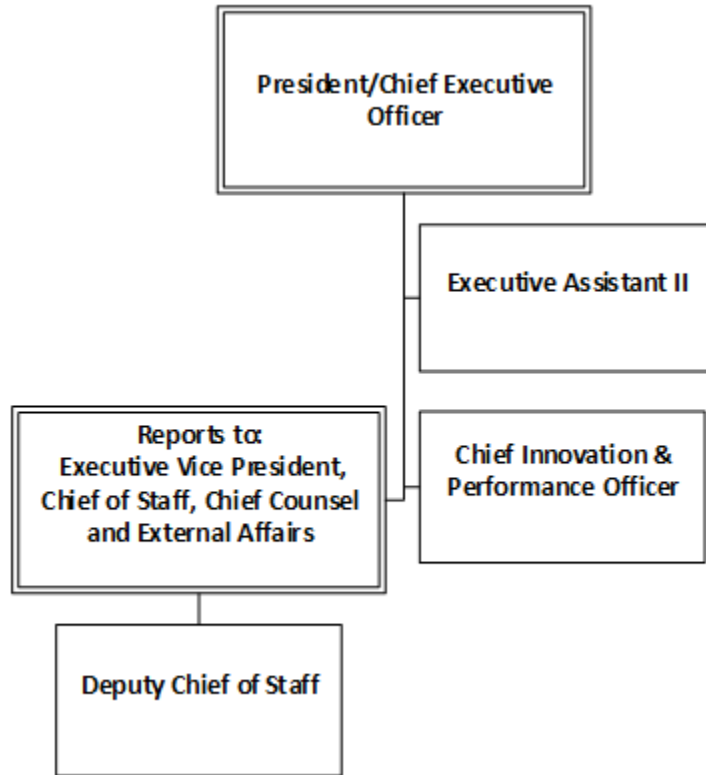 President/Chief Executive
Officer
Executive Assistant II
Reports to:
Executive Vice President,
Chief of Staff, Chief Counsel
and External Affairs
Chief Innovation &
Performance Officer
Deputy Chief of Staff